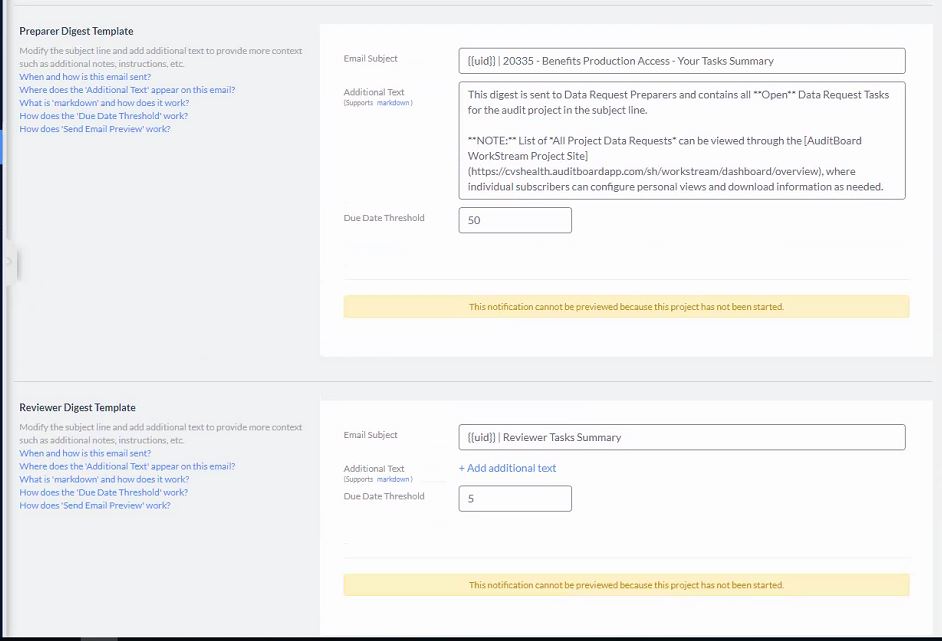 Preparer Digest Template
Modify the subject line and add additional text to provide more context
such as additional notes, instructions, etc.
When and how is this email sent?
Where does the 'Additional Text' appear on this email?
What is 'markdown' and how does it work?
How does the 'Due Date Threshold' work?
How does 'Send Email Preview' work?
Email Subject
{{uid}} | 20335 - Benefits Production Access - Your Tasks Summary
Additional Text
(Supports markdown)
This digest is sent to Data Request Preparers and contains all **Open** Data Request Tasks
for the audit project in the subject line.
**NOTE:** List of *All Project Data Requests* can be viewed through the [AuditBoard
WorkStream Project Site]
(https://cvshealth.auditboardapp.com/sh/workstream/dashboard/overview), where
individual subscribers can configure personal views and download information as needed.
Due Date Threshold
50
This notification cannot be previewed because this project has not been started.
Reviewer Digest Template
Modify the subject line and add additional text to provide more context
such as additional notes, instructions, etc.
When and how is this email sent?
Where does the 'Additional Text' appear on this email?
What is 'markdown' and how does it work?
How does the 'Due Date Threshold' work?
How does 'Send Email Preview' work?
Email Subject
{{uid}} | Reviewer Tasks Summary
Additional Text
(Supports markdown)
+ Add additional text
Due Date Threshold
5
This notification cannot be previewed because this project has not been started.